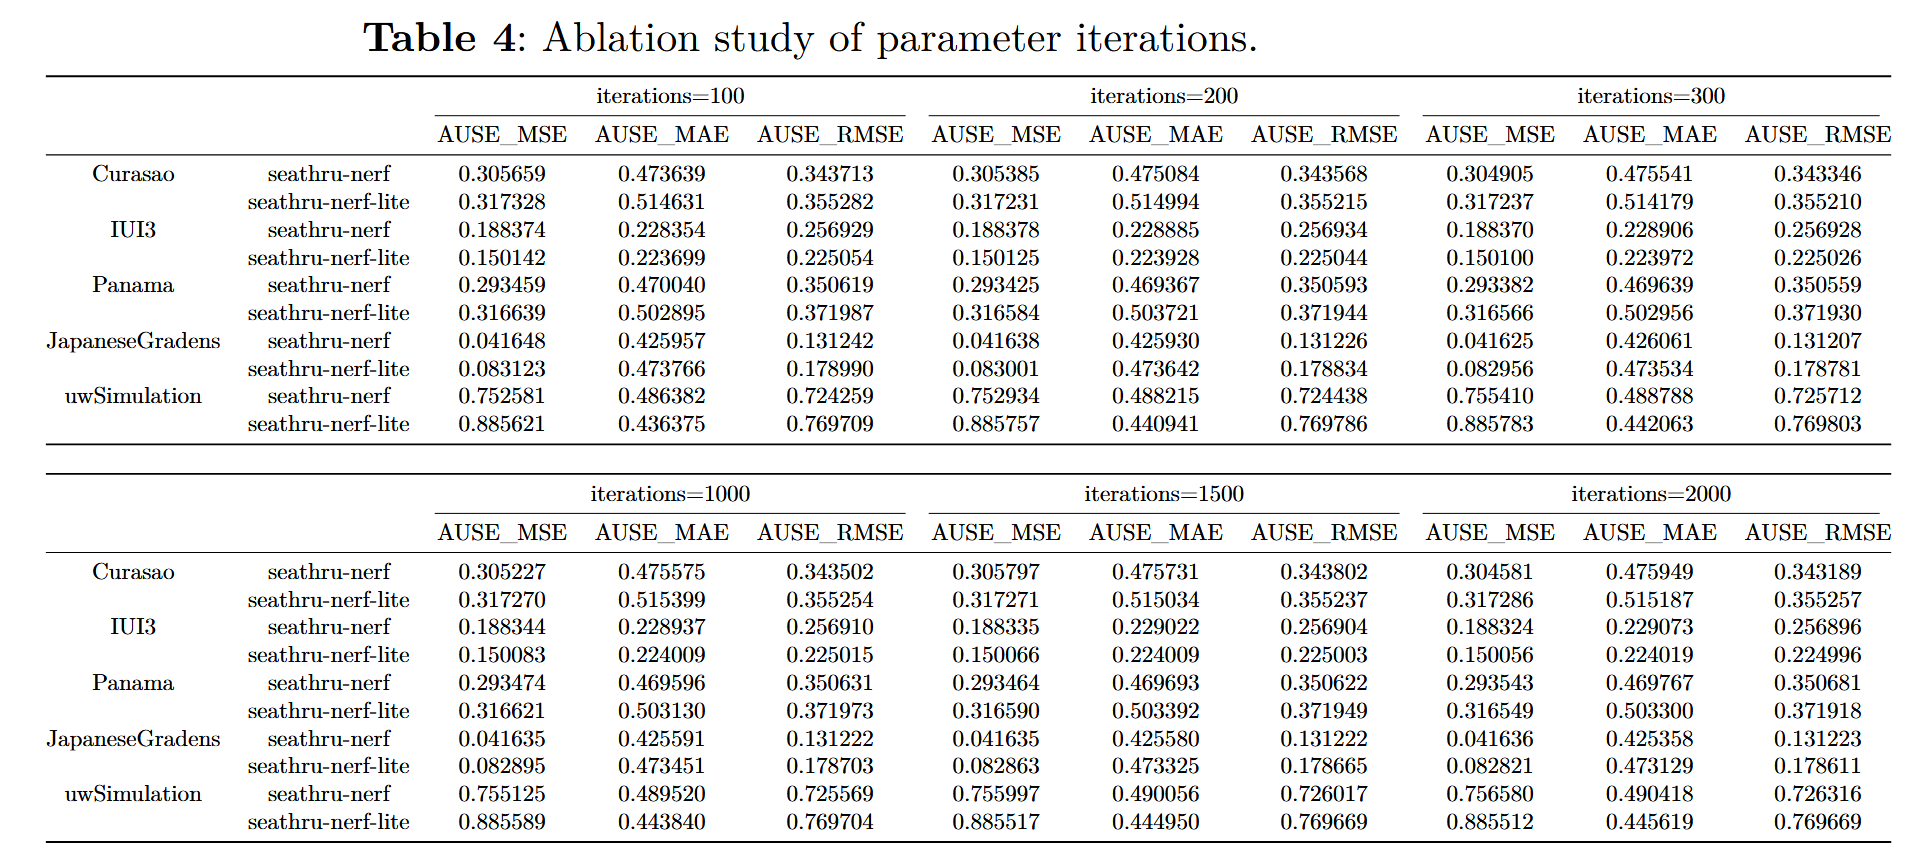 Table 4: Ablation study of parameter iterations.
iterations=100 iterations=200 iterations=300
AUSE_MSE AUSE_MAE AUSE_RMSE AUSE_MSE AUSE_MAE AUSE_RMSE AUSE_MSE AUSE_MAE AUSE_RMSE
Curasao seathru-nerf 0.305659 0.473639 0.343713 0.305385 0.475084 0.343568 0.304905 0.475541 0.343346
seathru-nerf-lite 0.317328 0.514631 0.355282 0.317231 0.514994 0.355215 0.317237 0.514179 0.355210
IUI3 seathru-nerf 0.188374 0.228354 0.256929 0.188378 0.228885 0.256934 0.188370 0.228906 0.256928
seathru-nerf-lite 0.150142 0.223699 0.225054 0.150125 0.223928 0.225044 0.150100 0.223972 0.225026
Panama seathru-nerf 0.293459 0.470040 0.350619 0.293425 0.469367 0.350593 0.293382 0.469639 0.350559
seathru-nerf-lite 0.316639 0.502895 0.371987 0.316584 0.503721 0.371944 0.316566 0.502956 0.371930
JapaneseGradens seathru-nerf 0.041648 0.425957 0.131242 0.041638 0.425930 0.131226 0.041625 0.426061 0.131207
seathru-nerf-lite 0.083123 0.473766 0.178990 0.083001 0.473642 0.178834 0.082956 0.473534 0.178781
uwSimulation seathru-nerf 0.752581 0.486382 0.724259 0.752934 0.488215 0.724438 0.755410 0.488788 0.725712
seathru-nerf-lite 0.885621 0.436375 0.769709 0.885757 0.440941 0.769786 0.885783 0.442063 0.769803
iterations=1000 iterations=1500 iterations=2000
AUSE_MSE AUSE_MAE AUSE_RMSE AUSE_MSE AUSE_MAE AUSE_RMSE AUSE_MSE AUSE_MAE AUSE_RMSE
Curasao seathru-nerf 0.305227 0.475575 0.343502 0.305797 0.475731 0.343802 0.304581 0.475949 0.343189
seathru-nerf-lite 0.317270 0.515399 0.355254 0.317271 0.515034 0.355237 0.317286 0.515187 0.355257
IUI3 seathru-nerf 0.188344 0.228937 0.256910 0.188335 0.229022 0.256904 0.188324 0.229073 0.256896
seathru-nerf-lite 0.150083 0.224009 0.225015 0.150066 0.224009 0.225003 0.150056 0.224019 0.224996
Panama seathru-nerf 0.293474 0.469596 0.350631 0.293464 0.469693 0.350622 0.293543 0.469767 0.350681
seathru-nerf-lite 0.316621 0.503130 0.371973 0.316590 0.503392 0.371949 0.316549 0.503300 0.371918
JapaneseGradens seathru-nerf 0.041635 0.425591 0.131222 0.041635 0.425580 0.131222 0.041636 0.425358 0.131223
seathru-nerf-lite 0.082895 0.473451 0.178703 0.082863 0.473325 0.178665 0.082821 0.473129 0.178611
uwSimulation seathru-nerf 0.755125 0.489520 0.725569 0.755997 0.490056 0.726017 0.756580 0.490418 0.726316
seathru-nerf-lite 0.885589 0.443840 0.769704 0.885517 0.444950 0.769669 0.885512 0.445619 0.769669